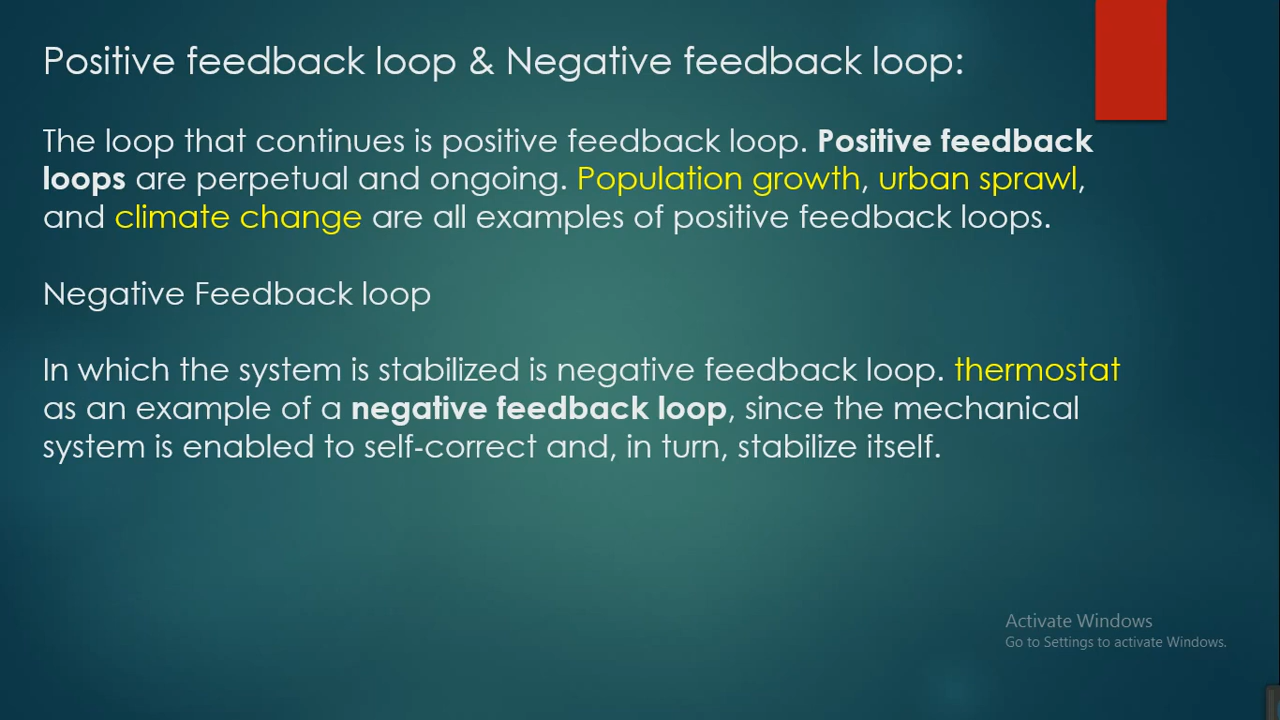 Positive feedback loop & Negative feedback loop:
The loop that continues is positive feedback loop. Positive feedback
loops are perpetual and ongoing. Population growth, urban sprawl,
and climate change are all examples of positive feedback loops.
Negative Feedback loop
In which the system is stabilized is negative feedback loop. thermostat
as an example of a negative feedback loop, since the mechanical
system is enabled to self-correct and, in turn, stabilize itself.
Activate Windows
Go to Settings to activate Windows.